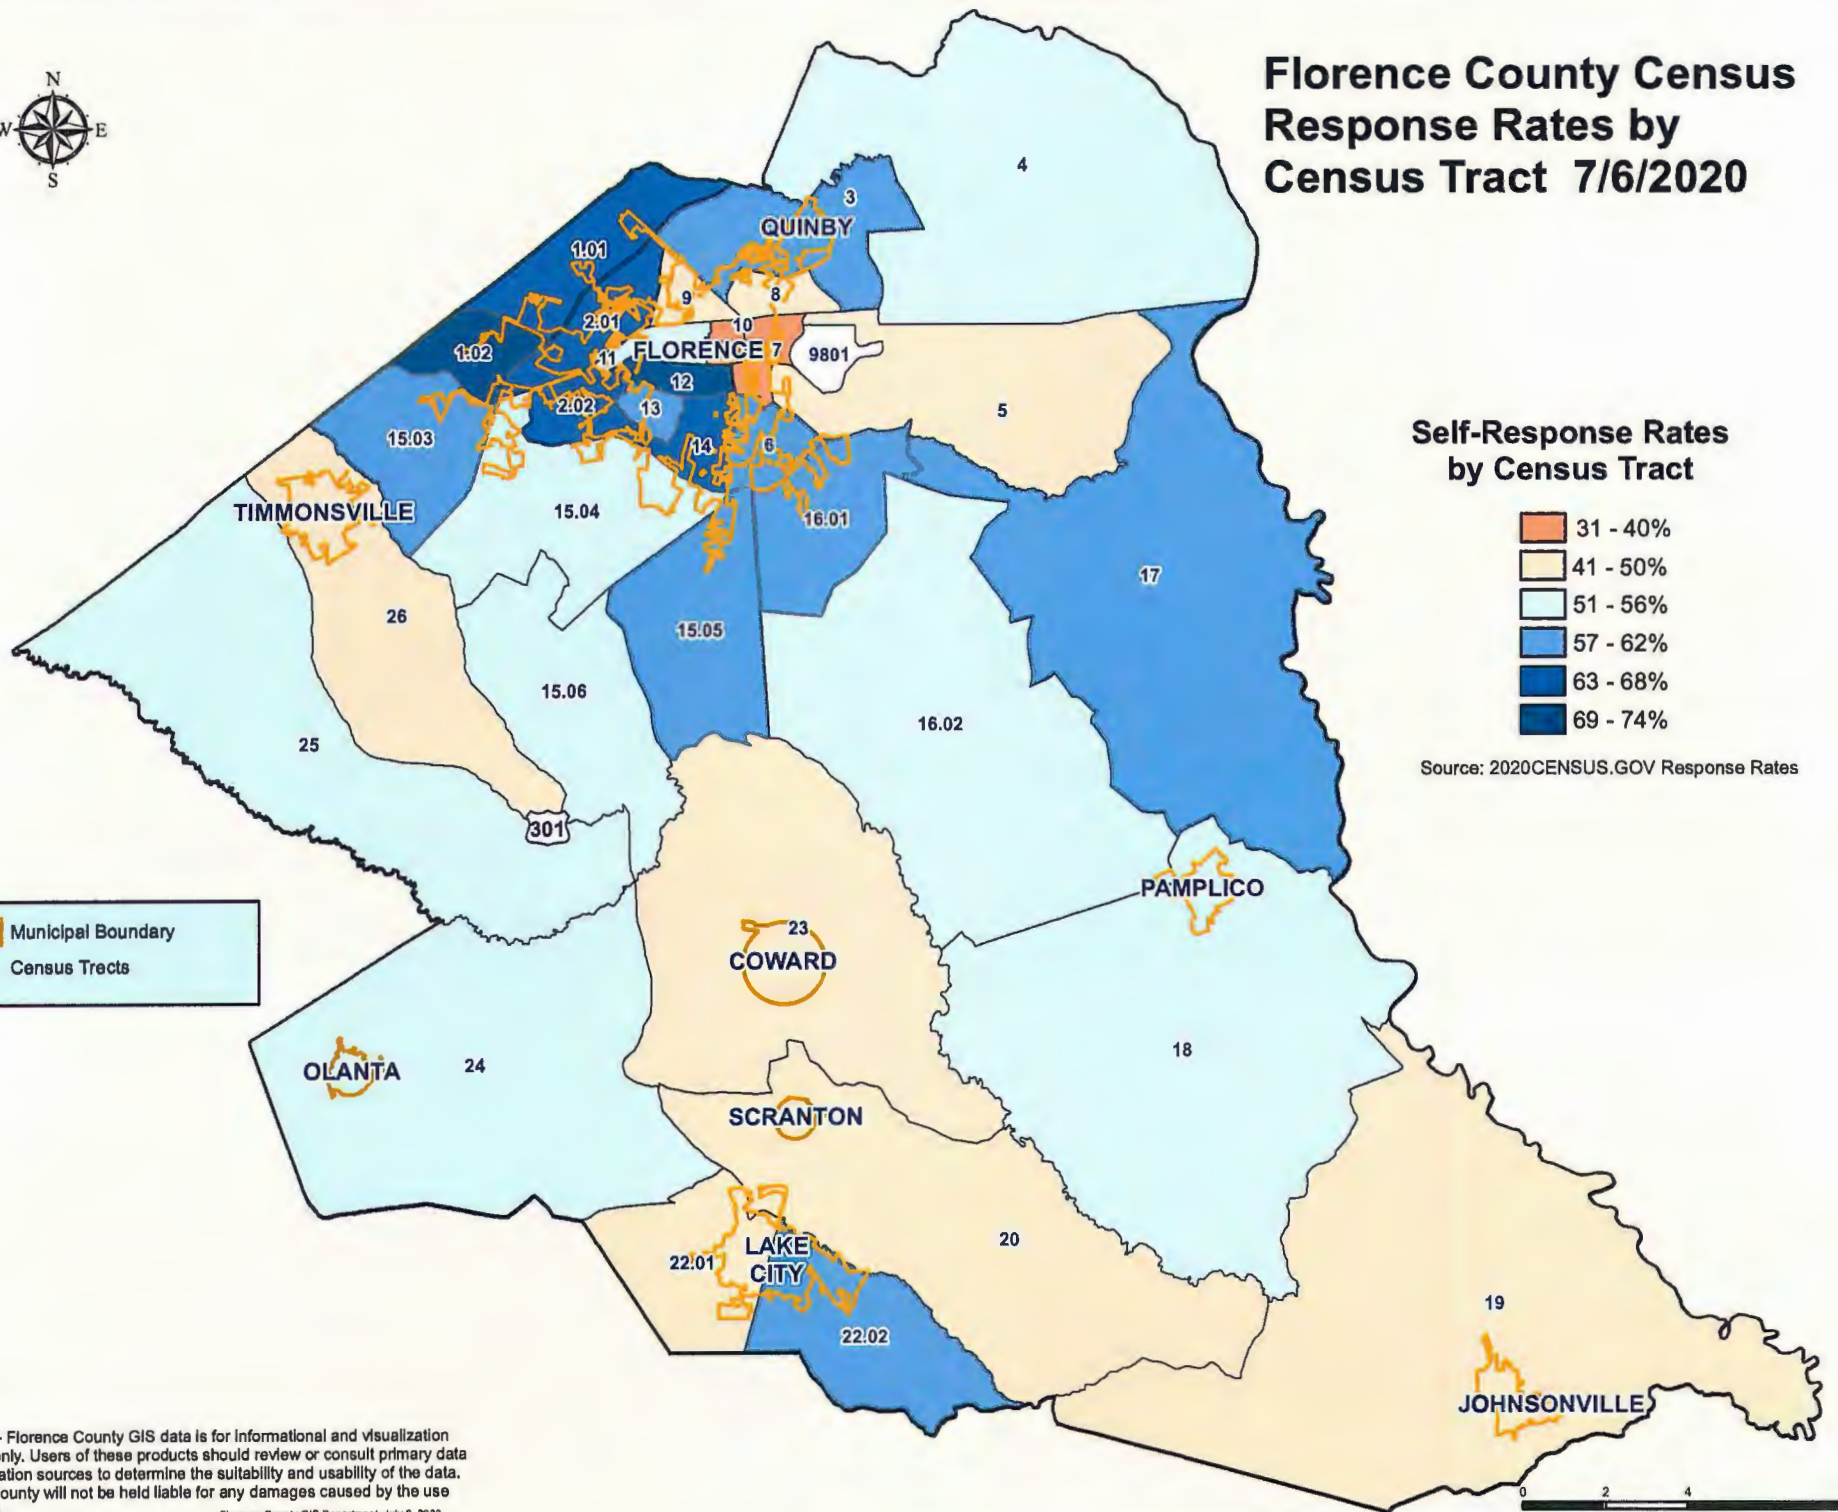 Florence County Census
Response Rates by
Census Tract 7/6/2020
N
W
E
S
4
3
QUINBY
1.01
9
8
2.01
10
1.02
11
FLORENCE
7
9801
12
2.02
13
5
15.03
14
6
Self-Response Rates
by Census Tract
31 - 40%
41 - 50%
51 - 56%
57 - 62%
63 - 68%
69 - 74%
Source: 2020CENSUS.GOV Response Rates
TIMMONSVILLE
15.04
16.01
17
26
15.05
15.06
16.02
25
301
PAMPLICO
Municipal Boundary
Census Tracts
23
COWARD
18
OLANTA
24
SCRANTON
20
22.01
LAKE
CITY
19
22.02
JOHNSONVILLE
- Florence County GIS data is for informational and visualization
only. Users of these products should review or consult primary data
sources to determine the suitability and usability of the data.
County will not be held liable for any damages caused by the use
0 2 4